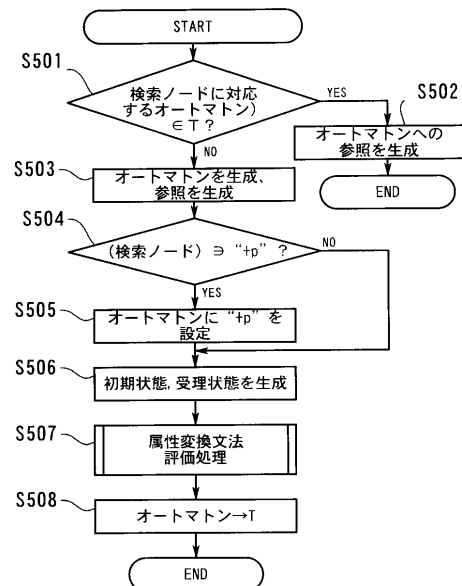 START
S501
検索ノードに対応
するオートマトン)
∈T?
YES
S502
オートマトンへの
参照を生成
END
NO
S503
オートマトンを生成、
参照を生成
S504
(検索ノード) ∋ “+p” ?
NO
YES
S505
オートマトンに “+p” を
設定
S506
初期状態,受理状態を生成
S507
属性変換文法
評価処理
S508
オートマトン→T
END